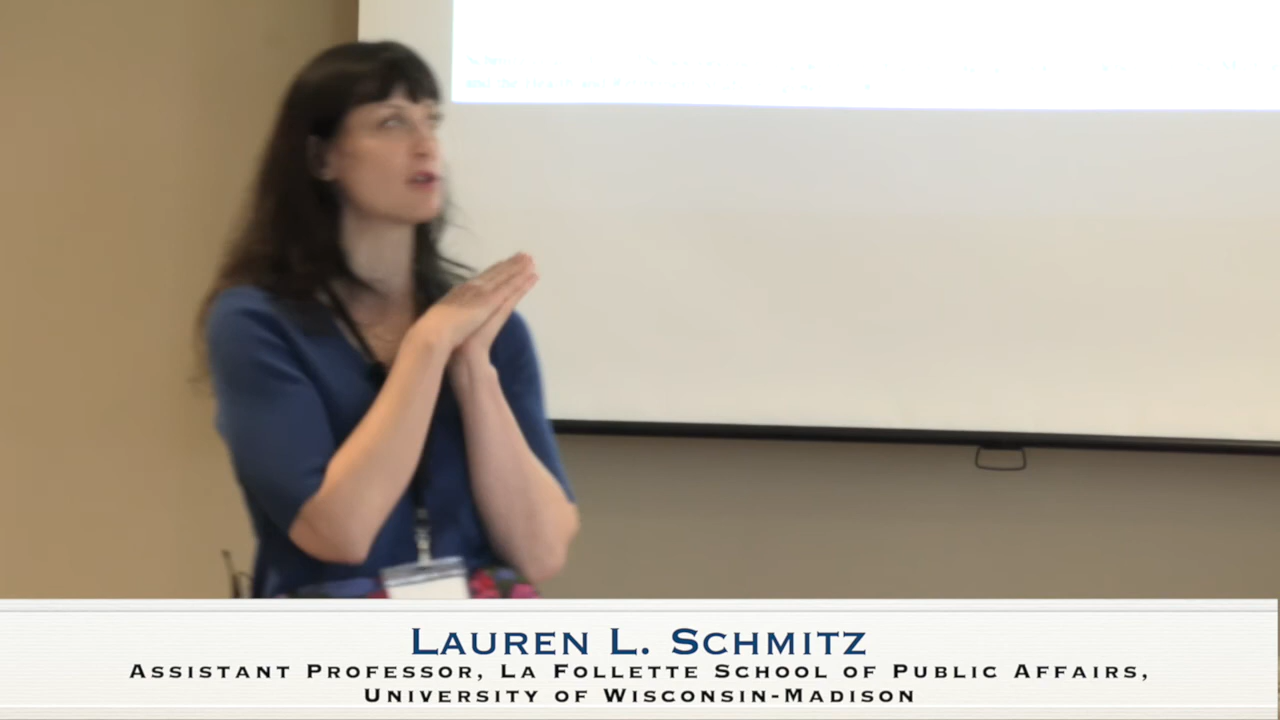 Lauren L. Schmitz
Assistant Professor, La Follette School of Public Affairs,
University of Wisconsin-Madison